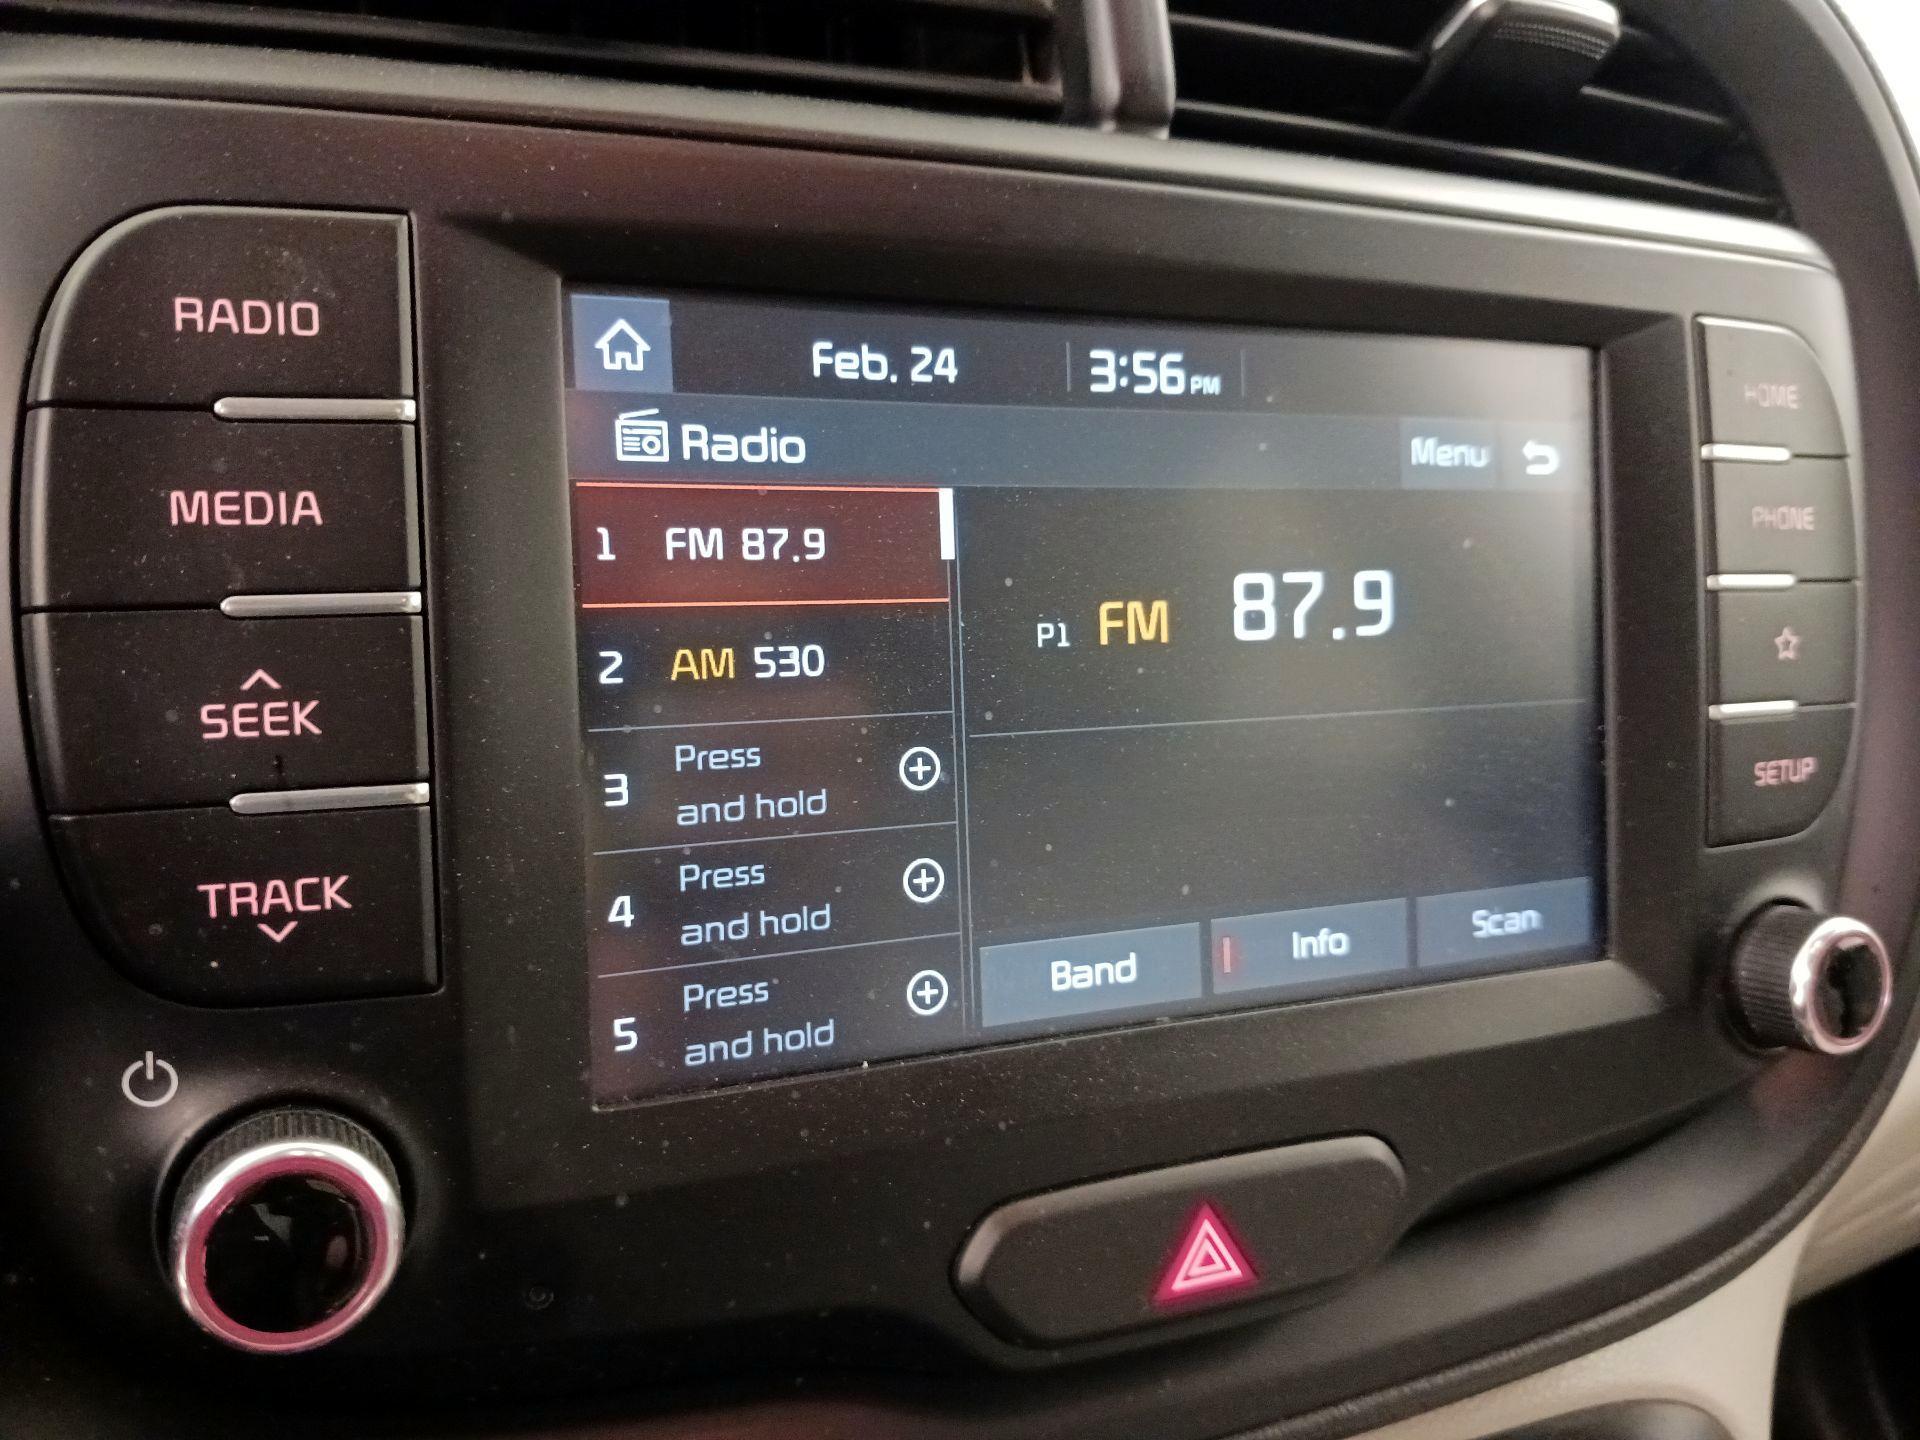 RADIO
MEDIA
SEEK
TRACK
Feb. 24 3:56 PM
Radio
Menu
1 FM 87.9
2 AM 530
3 Press
and hold
4 Press
and hold
5 Press
and hold
P1 FM 87.9
Band Info Scan
HOME
PHONE
SETUP